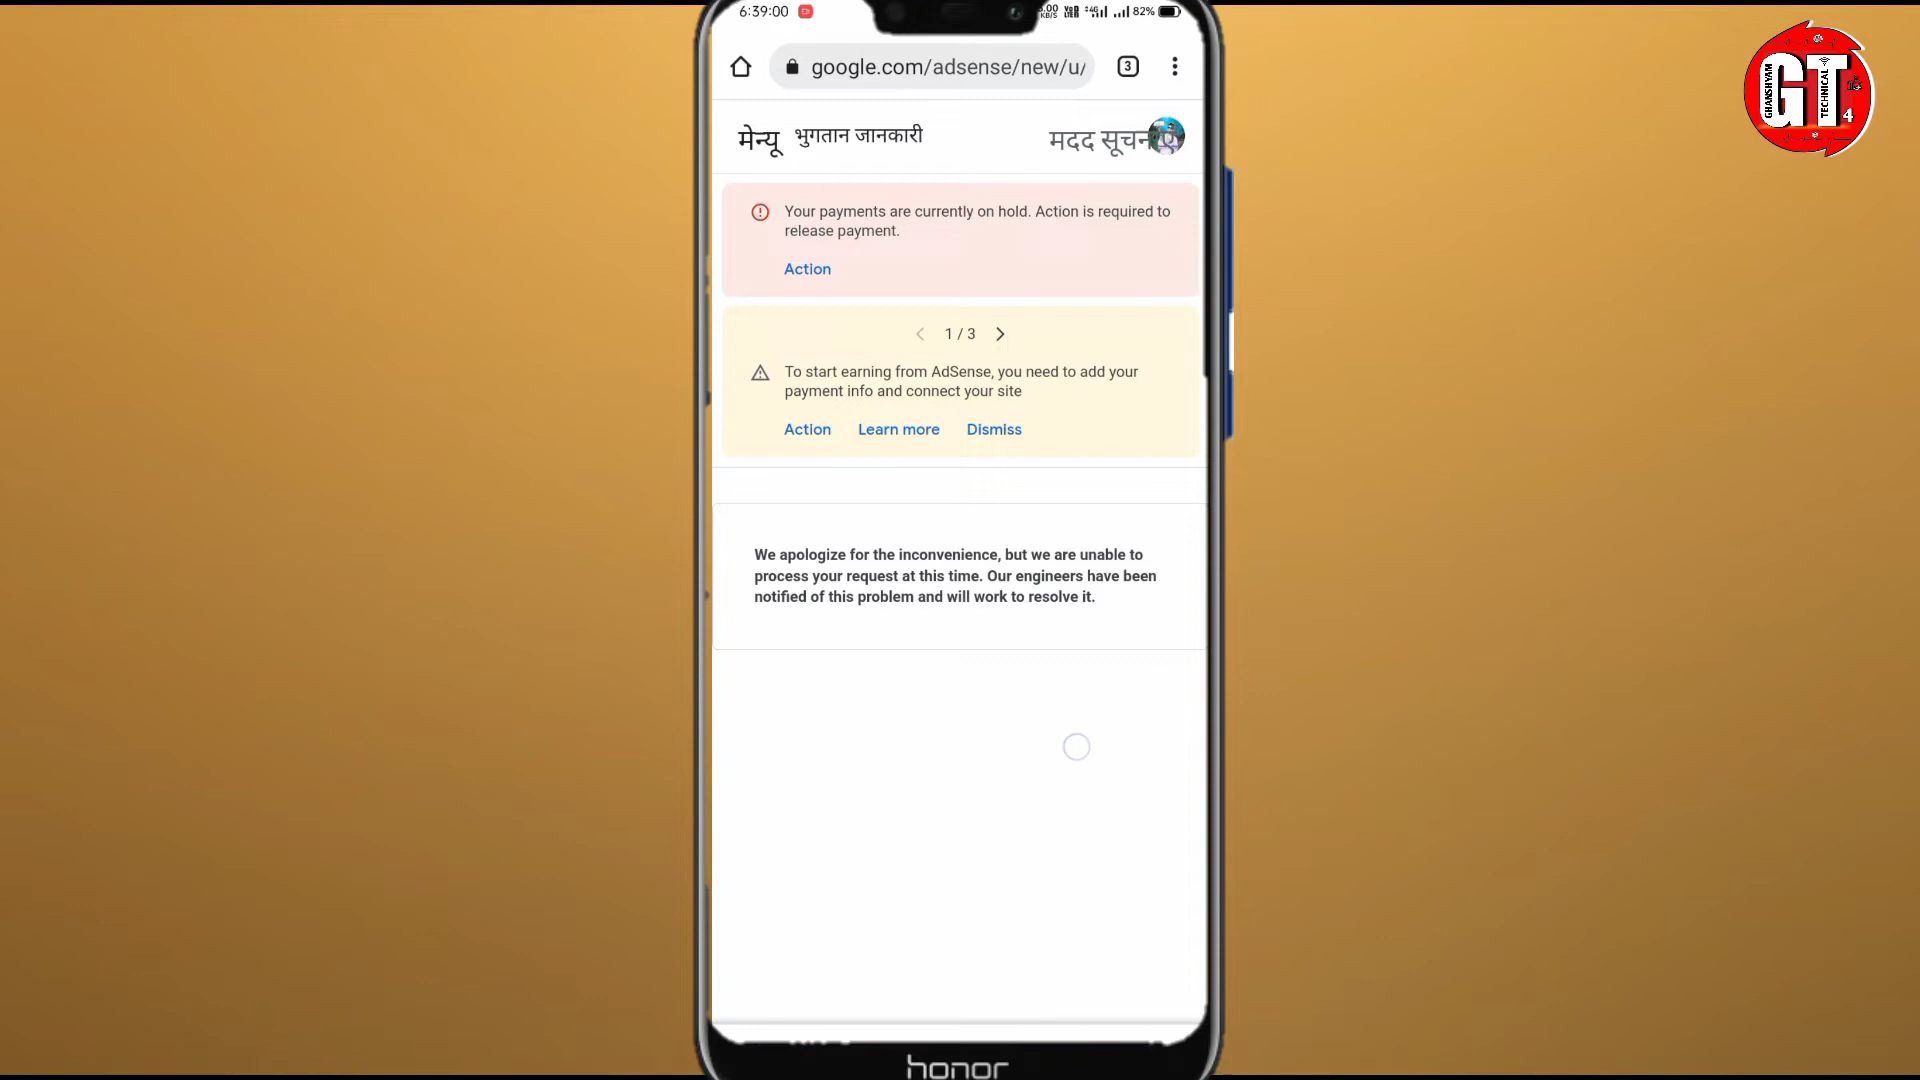 6:39:00
KB/S
82%
google.com/adsense/new/u/
3
मेन्यू
भुगतान जानकारी
मदद
Your payments are currently on hold. Action is required to
release payment.
Action
1 / 3
To start earning from AdSense, you need to add your
payment info and connect your site
Action Learn more Dismiss
We apologize for the inconvenience, but we are unable to
process your request at this time. Our engineers have been
notified of this problem and will work to resolve it.
honor
GHANSHYAM
GT
TECHNICAL
4